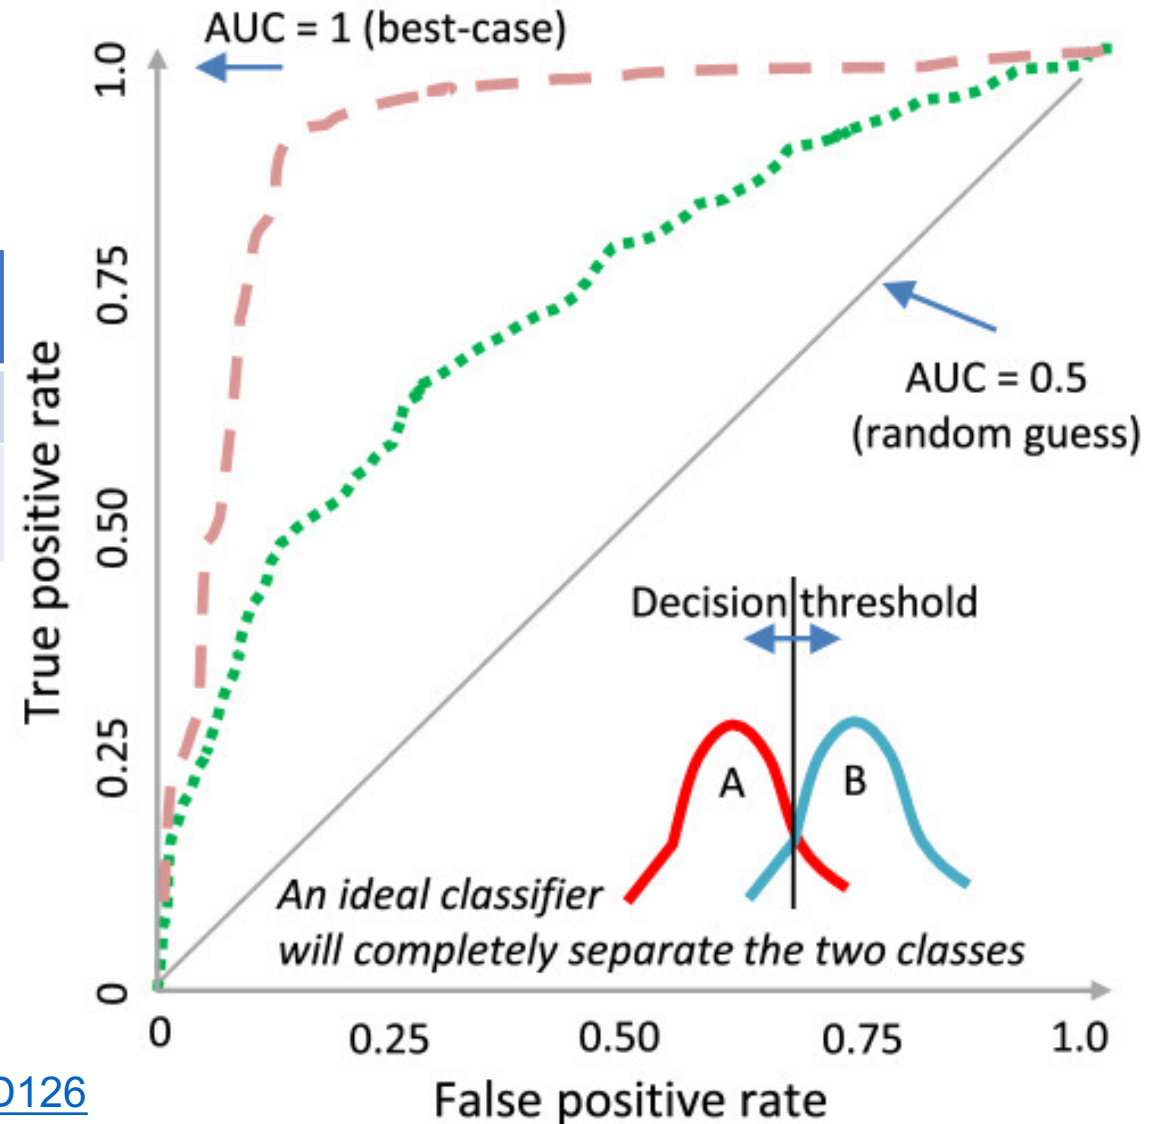 AUC = 1 (best-case)
1.0
0.75
0.50
0.25
0
True positive rate
AUC = 0.5
(random guess)
Decision threshold
A
B
An ideal classifier
will completely separate the two classes
0
0.25
0.50
0.75
1.0
False positive rate
D126